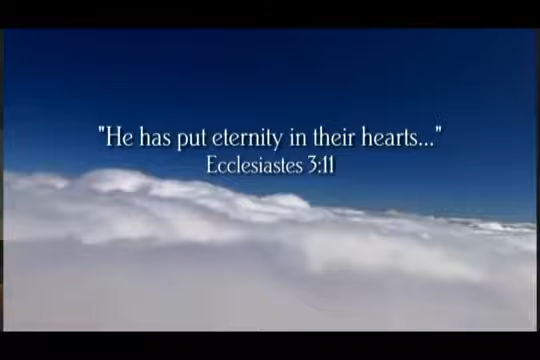 "He has put eternity in their hearts..."
Ecclesiastes 3:11